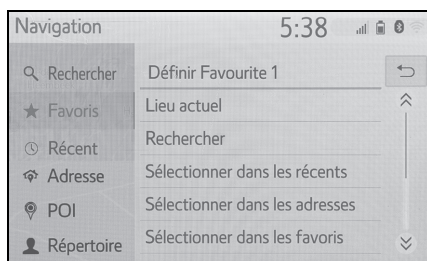 Navigation 5:38
Rechercher
Favoris
Récent
Adresse
POI
Répertoire
Définir Favourite 1
Lieu actuel
Rechercher
Sélectionner dans les récents
Sélectionner dans les adresses
Sélectionner dans les favoris